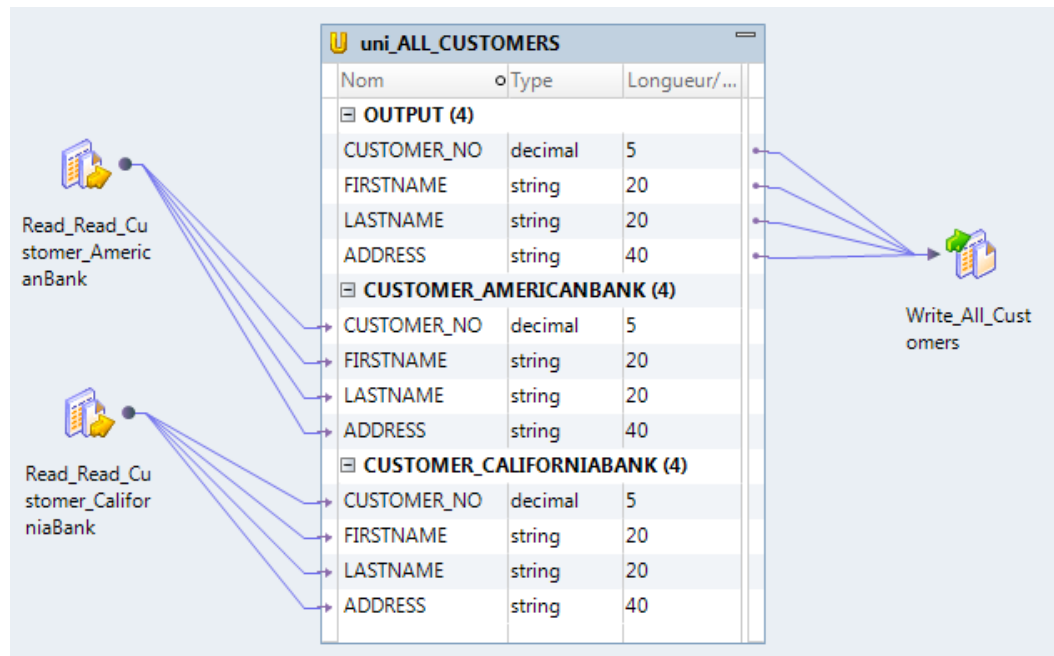 uni_ALL_CUSTOMERS
Nom Type Longueur/ ...
OUTPUT (4)
CUSTOMER_NO decimal 5
FIRSTNAME string 20
LASTNAME string 20
ADDRESS string 40
CUSTOMER_AMERICANBANK (4)
CUSTOMER_NO decimal 5
FIRSTNAME string 20
LASTNAME string 20
ADDRESS string 40
CUSTOMER_CALIFORNIABANK (4)
CUSTOMER_NO decimal 5
FIRSTNAME string 20
LASTNAME string 20
ADDRESS string 40
Read_Read_Cu
stomer_Americ
anBank
Read_Read_Cu
stomer_Califor
niaBank
Write_All_Cust
omers